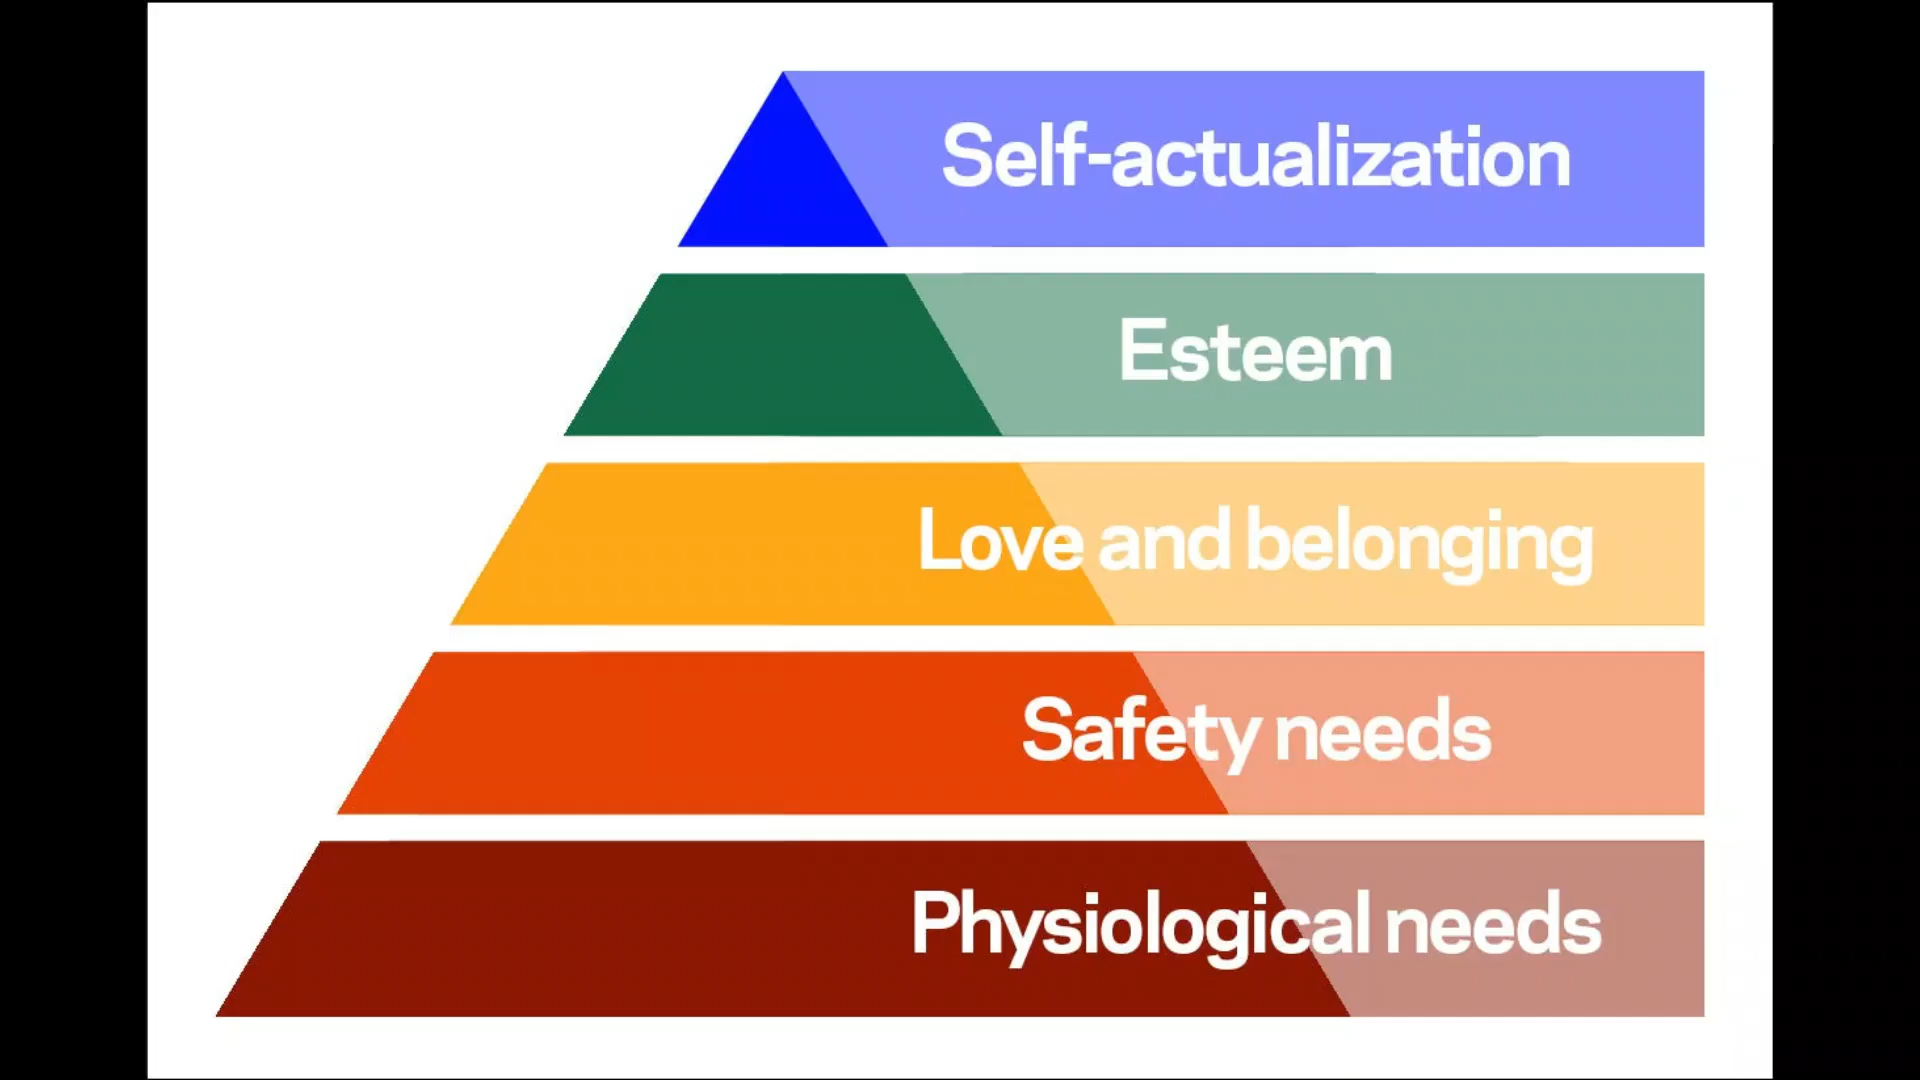 Self-actualization
Esteem
Love and belonging
Safety needs
Physiological needs